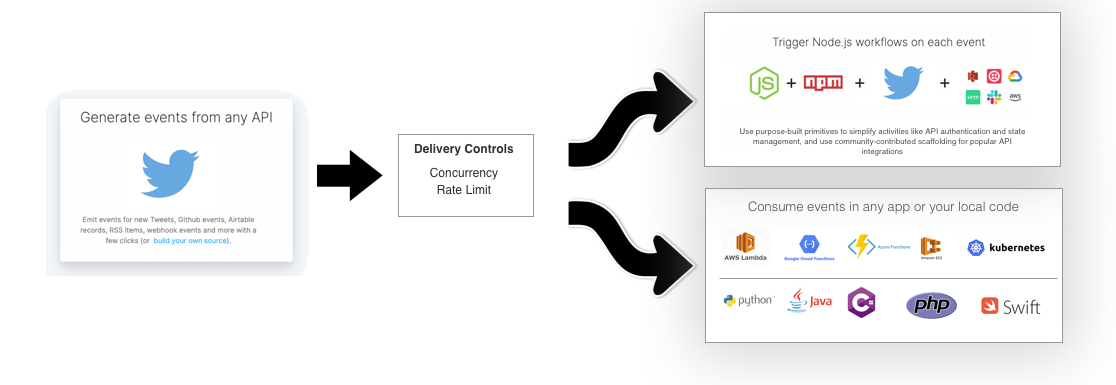 Generate events from any API
Emit events for new Tweets, Github events, Airtable
records, RSS items, webhook events and more with a
few clicks (or build your own source).
Delivery Controls
Concurrency
Rate Limit
Trigger Node.js workflows on each event
JS + npm + +
HTTP aws
Use purpose-built primitives to simplify activities like API authentication and state
management, and use community-contributed scaffolding for popular API
integrations
Consume events in any app or your local code
AWS Lambda Google Cloud Functions Azure Functions Amazon ECS kubernetes
python Java C# php Swift